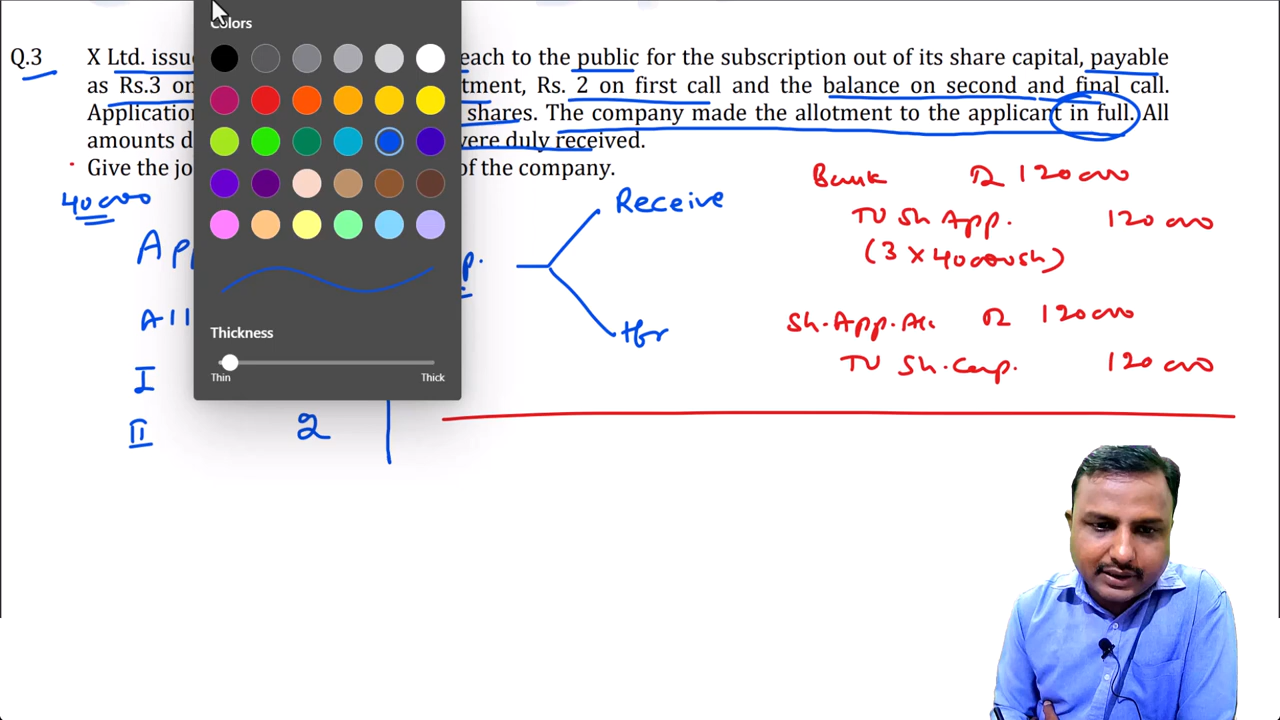 Q.3 X Ltd. issu each to the public for the subscription out of its share capital, payable
as Rs.3 on tment, Rs. 2 on first call and the balance on second and final call.
Application shares. The company made the allotment to the applicant in full. All
amounts d were duly received.
Give the jo of the company.
40000
App
All
I
II 2
p.
Receive
tfr
Bank Dr 120000
To Sh App. 120000
(3 × 40000sh)
Sh. App. A/c Dr 120000
To Sh. Cap. 120000
Colors
Thickness
Thin Thick